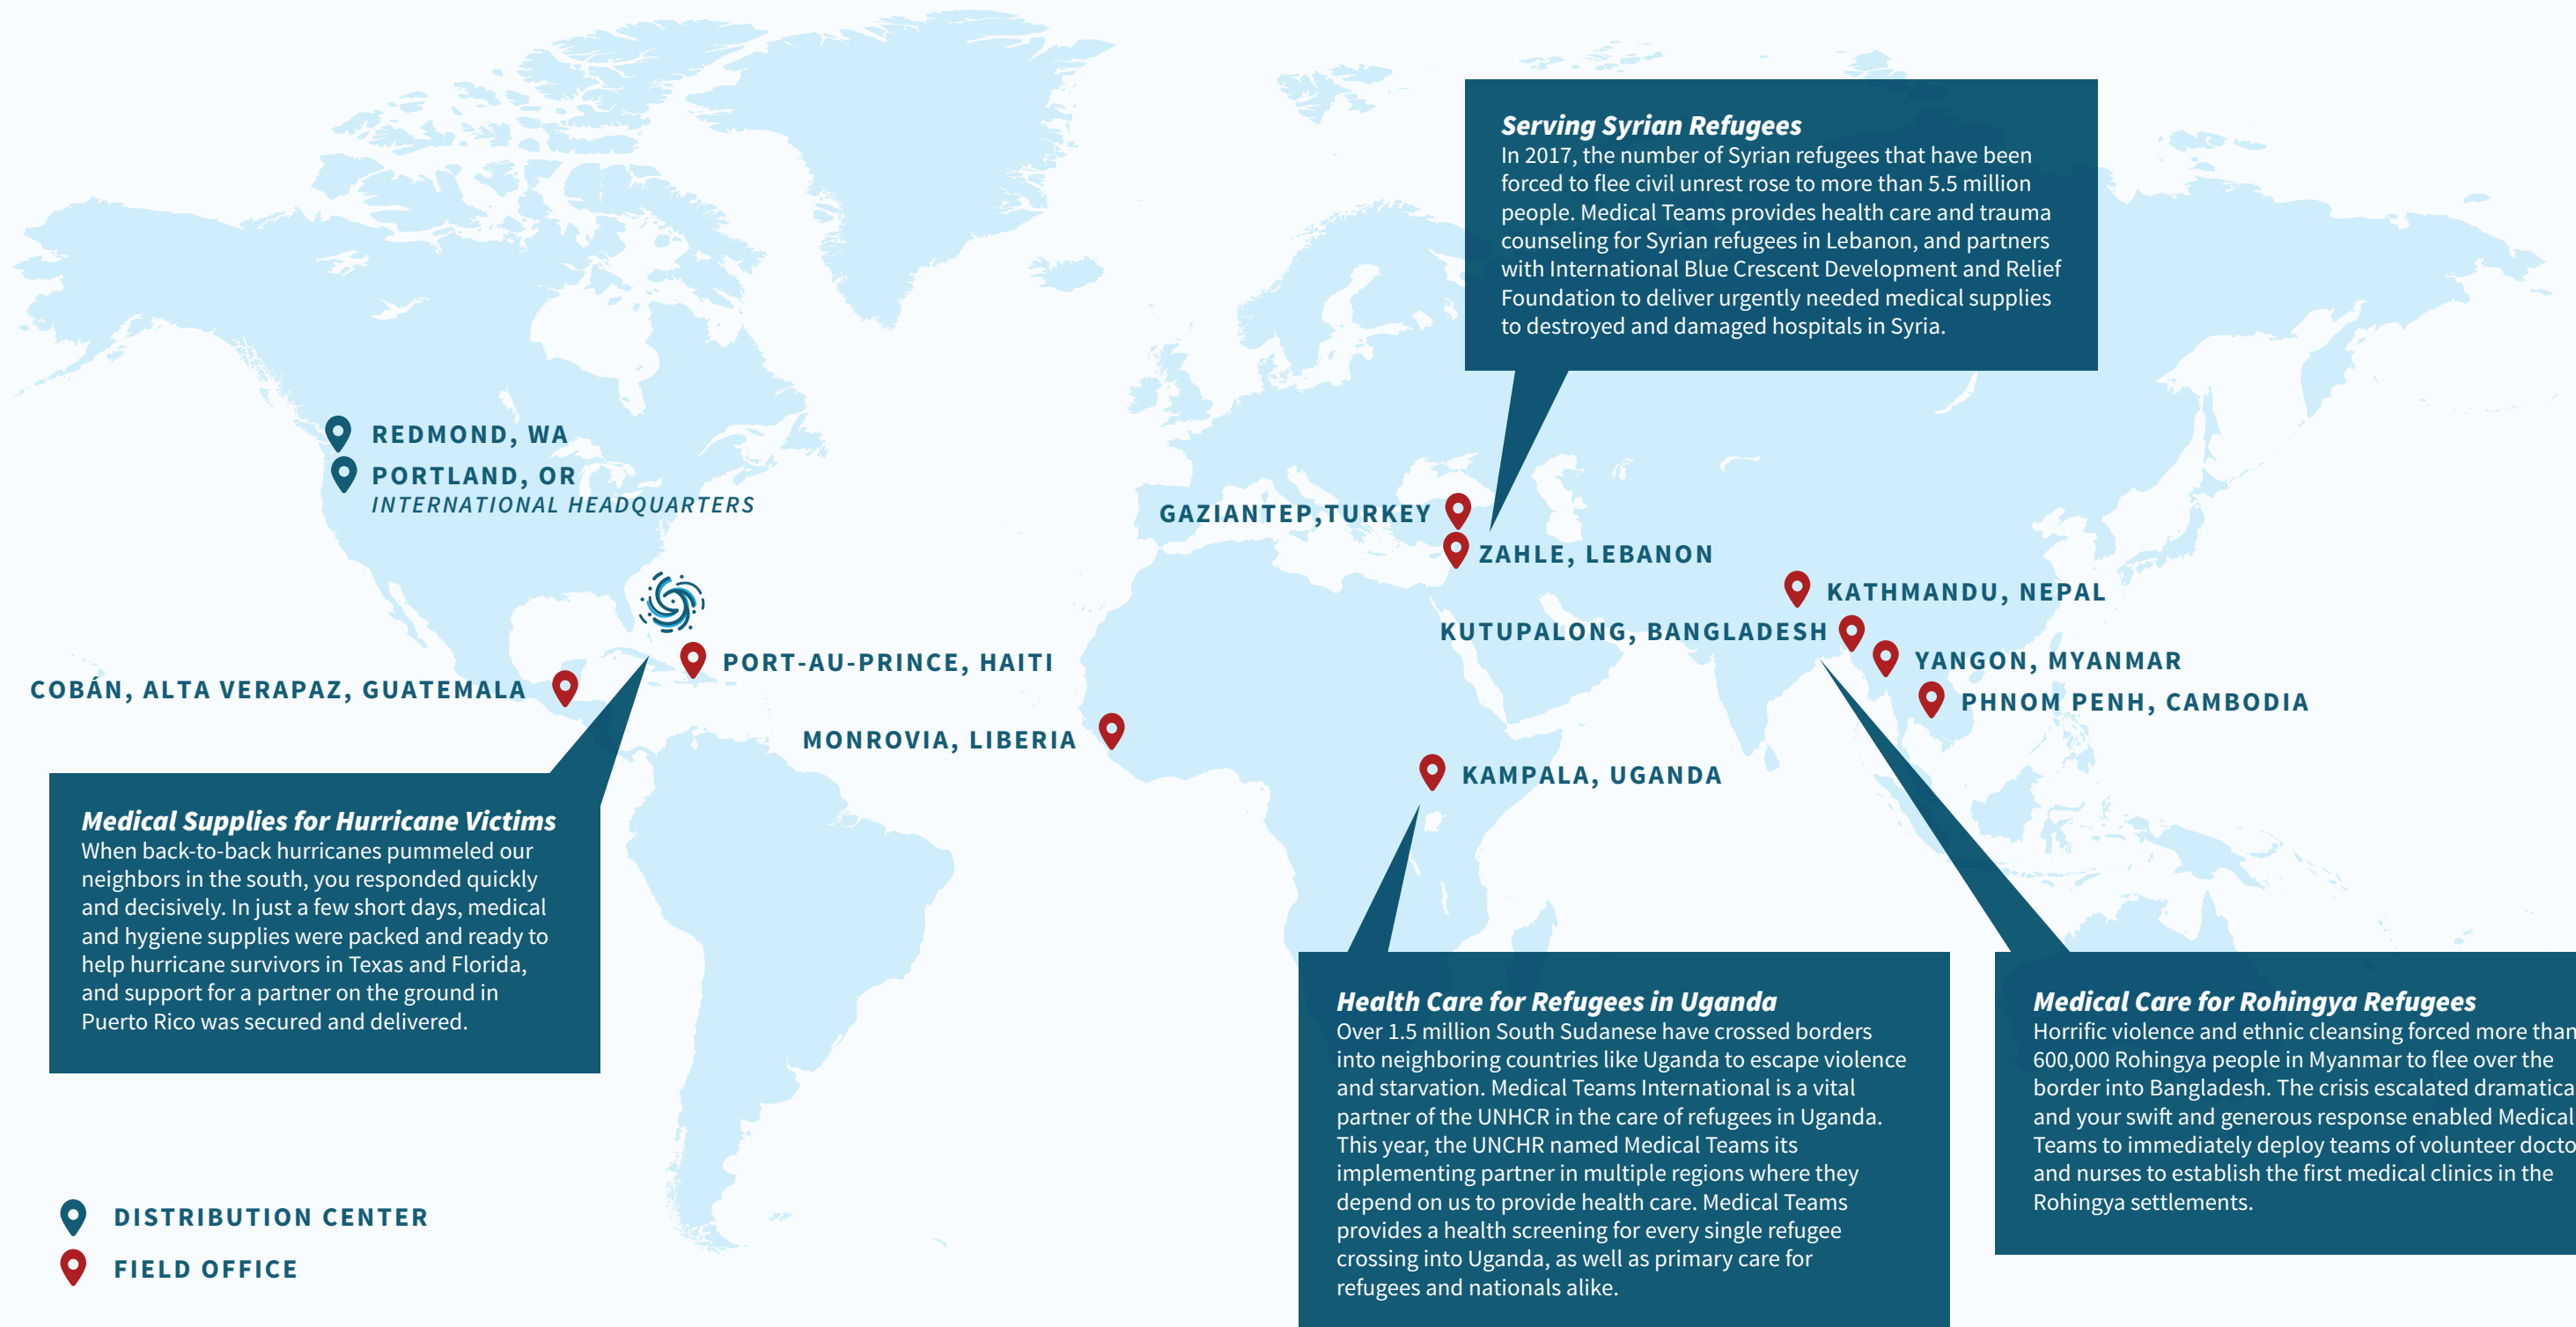 Serving Syrian Refugees
In 2017, the number of Syrian refugees that have been
forced to flee civil unrest rose to more than 5.5 million
people. Medical Teams provides health care and trauma
counseling for Syrian refugees in Lebanon, and partners
with International Blue Crescent Development and Relief
Foundation to deliver urgently needed medical supplies
to destroyed and damaged hospitals in Syria.
REDMOND, WA
PORTLAND, OR
INTERNATIONAL HEADQUARTERS
GAZIANTEP,TURKEY
ZAHLE, LEBANON
KATHMANDU, NEPAL
KUTUPALONG, BANGLADESH
YANGON, MYANMAR
PHNOM PENH, CAMBODIA
PORT-AU-PRINCE, HAITI
COBÁN, ALTA VERAPAZ, GUATEMALA
MONROVIA, LIBERIA
KAMPALA, UGANDA
Medical Supplies for Hurricane Victims
When back-to-back hurricanes pummeled our
neighbors in the south, you responded quickly
and decisively. In just a few short days, medical
and hygiene supplies were packed and ready to
help hurricane survivors in Texas and Florida,
and support for a partner on the ground in
Puerto Rico was secured and delivered.
Health Care for Refugees in Uganda
Over 1.5 million South Sudanese have crossed borders
into neighboring countries like Uganda to escape violence
and starvation. Medical Teams International is a vital
partner of the UNHCR in the care of refugees in Uganda.
This year, the UNCHR named Medical Teams its
implementing partner in multiple regions where they
depend on us to provide health care. Medical Teams
provides a health screening for every single refugee
crossing into Uganda, as well as primary care for
refugees and nationals alike.
Medical Care for Rohingya Refugees
Horrific violence and ethnic cleansing forced more than
600,000 Rohingya people in Myanmar to flee over the
border into Bangladesh. The crisis escalated dramatica
and your swift and generous response enabled Medical
Teams to immediately deploy teams of volunteer docto
and nurses to establish the first medical clinics in the
Rohingya settlements.
DISTRIBUTION CENTER
FIELD OFFICE